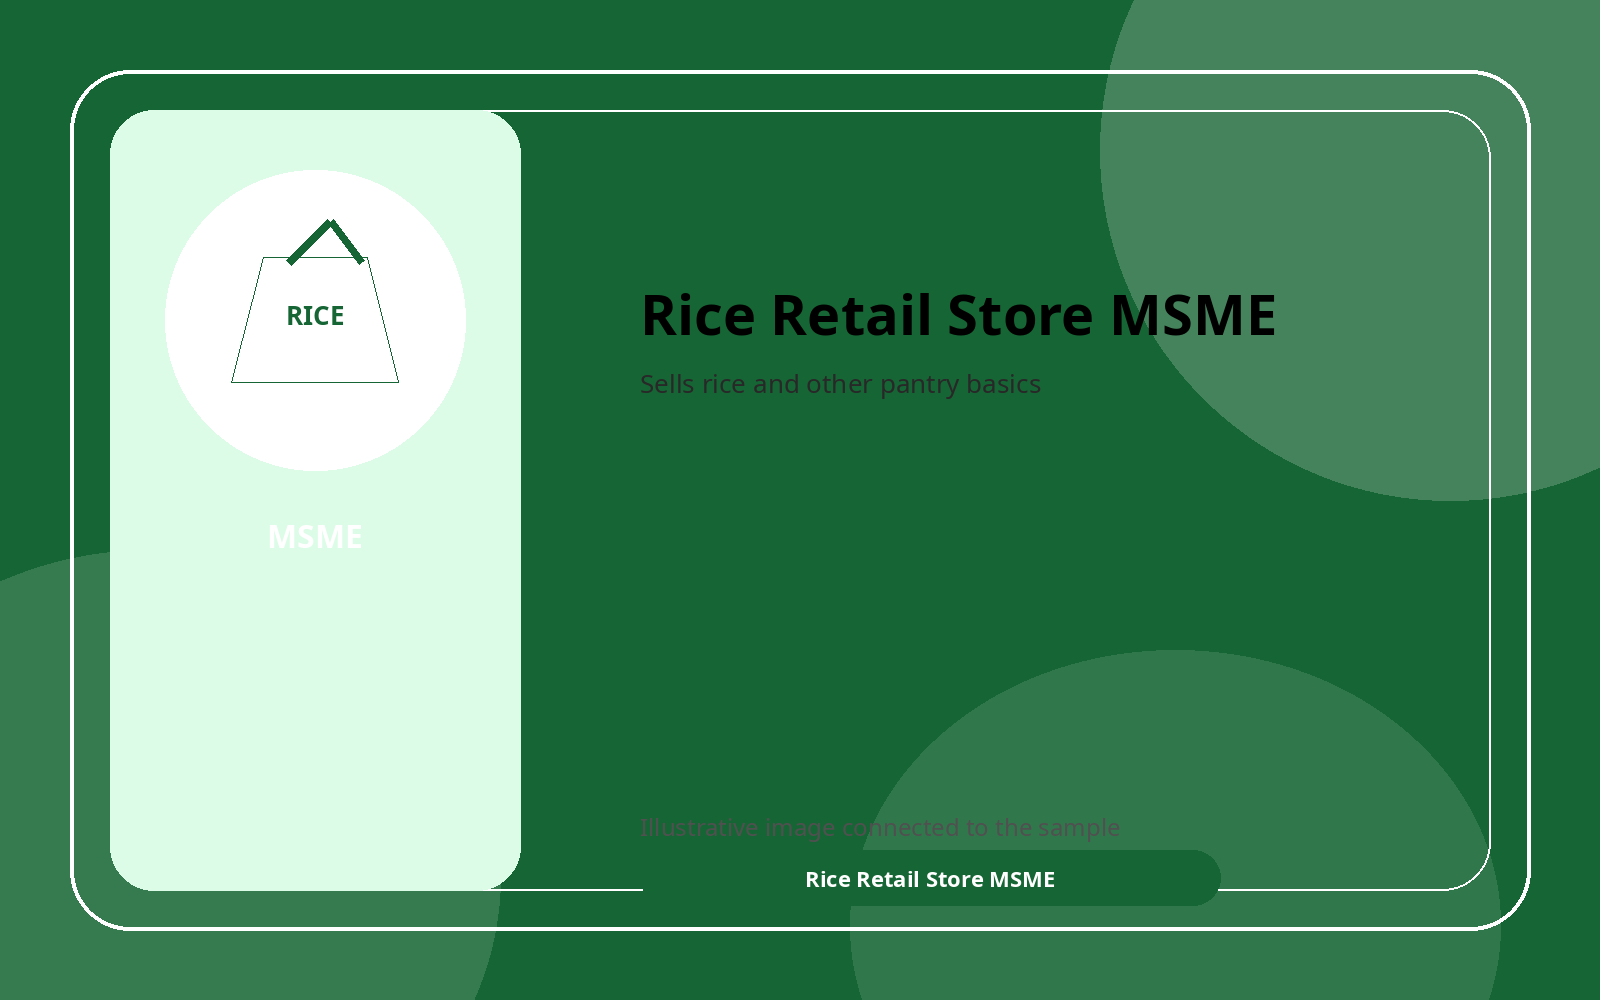 RICE
MSME
Rice Retail Store MSME
Sells rice and other pantry basics
Illustrative image connected to the sample
Rice Retail Store MSME